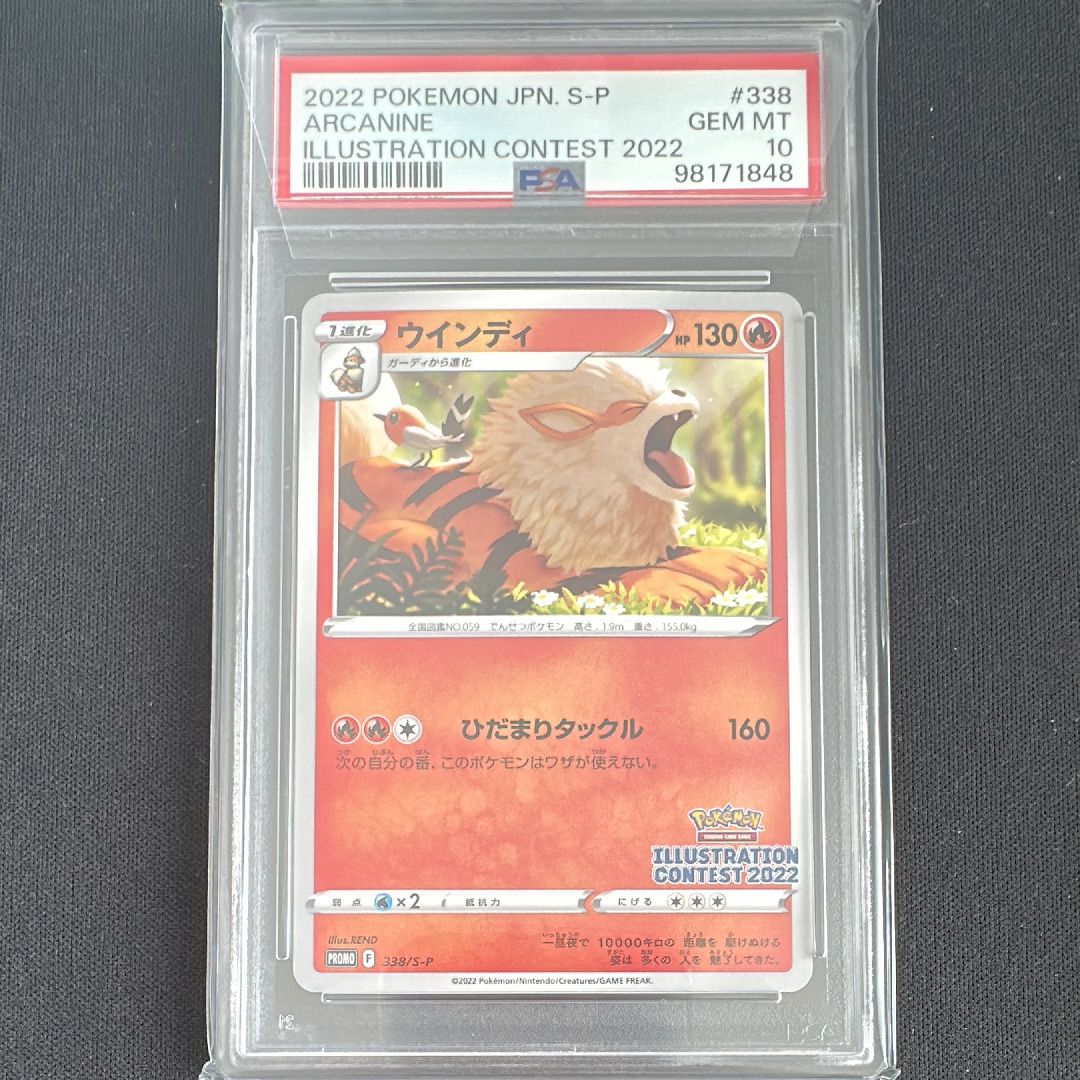 2022 POKEMON JPN. S-P #338
ARCANINE GEM MT
ILLUSTRATION CONTEST 2022 10
PSA 98171848
1進化 ウインディ HP 130
ガーディから進化
全国図鑑NO.059 でんせつポケモン 高さ:1.9m 重さ:155.0kg
ひだまりタックル 160
次の自分の番、このポケモンはワザが使えない。
POKéMON
TRADING CARD GAME
ILLUSTRATION
CONTEST 2022
弱点 ×2 抵抗力 にげる
Illus.REND
一昼夜で 10000キロの 距離を 駆けぬける
PROMO F 338/S-P
姿は 多くの 人を 魅了してきた。
©2022 Pokémon/Nintendo/Creatures/GAME FREAK.